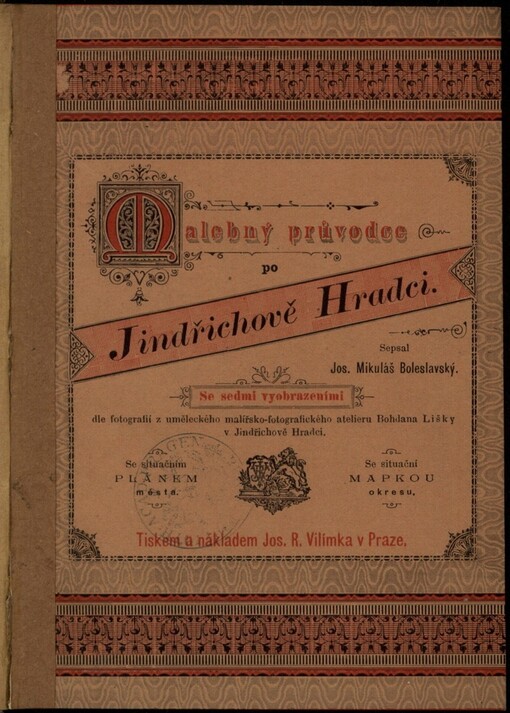 Malebný průvodce
po
Jindřichově Hradci.
Sepsal
Jos. Mikuláš Boleslavský.
Se sedmi vyobrazeními
dle fotografií z uměleckého malířsko-fotografického atelieru Bohdana Lišky
v Jindřichově Hradci.
Se situačním
PLÁNEM
města.
Se situační
MAPKOU
okresu.
Tiskem a nákladem Jos. R. Vilímka v Praze.